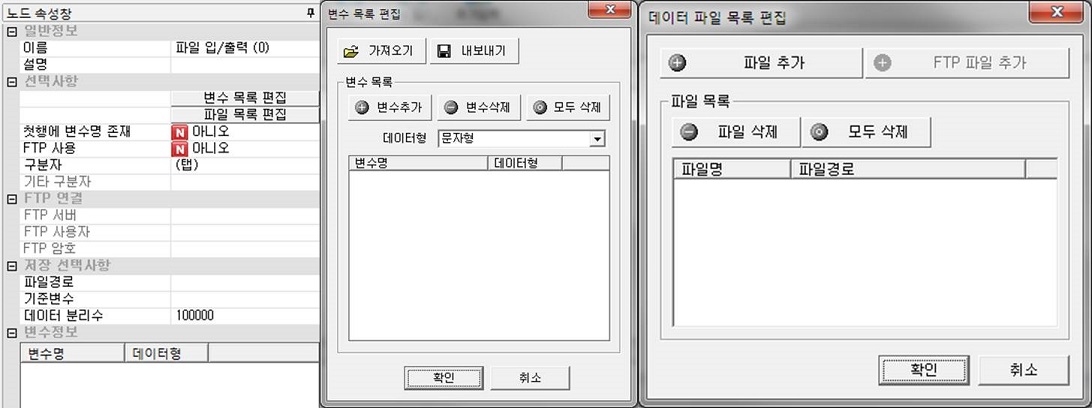 노드 속성창
일반정보
이름 파일 입/출력 (0)
설명
선택사항
변수 목록 편집
파일 목록 편집
첫행에 변수명 존재 N 아니오
FTP 사용 N 아니오
구분자 (탭)
기타 구분자
FTP 연결
FTP 서버
FTP 사용자
FTP 암호
저장 선택사항
파일경로
기준변수
데이터 분리수 100000
변수정보
변수명 데이터형
변수 목록 편집
가져오기 내보내기
변수 목록
변수추가 변수삭제 모두 삭제
데이터형 문자형
변수명 데이터형
확인 취소
데이터 파일 목록 편집
파일 추가 FTP 파일 추가
파일 목록
파일 삭제 모두 삭제
파일명 파일경로
확인 취소